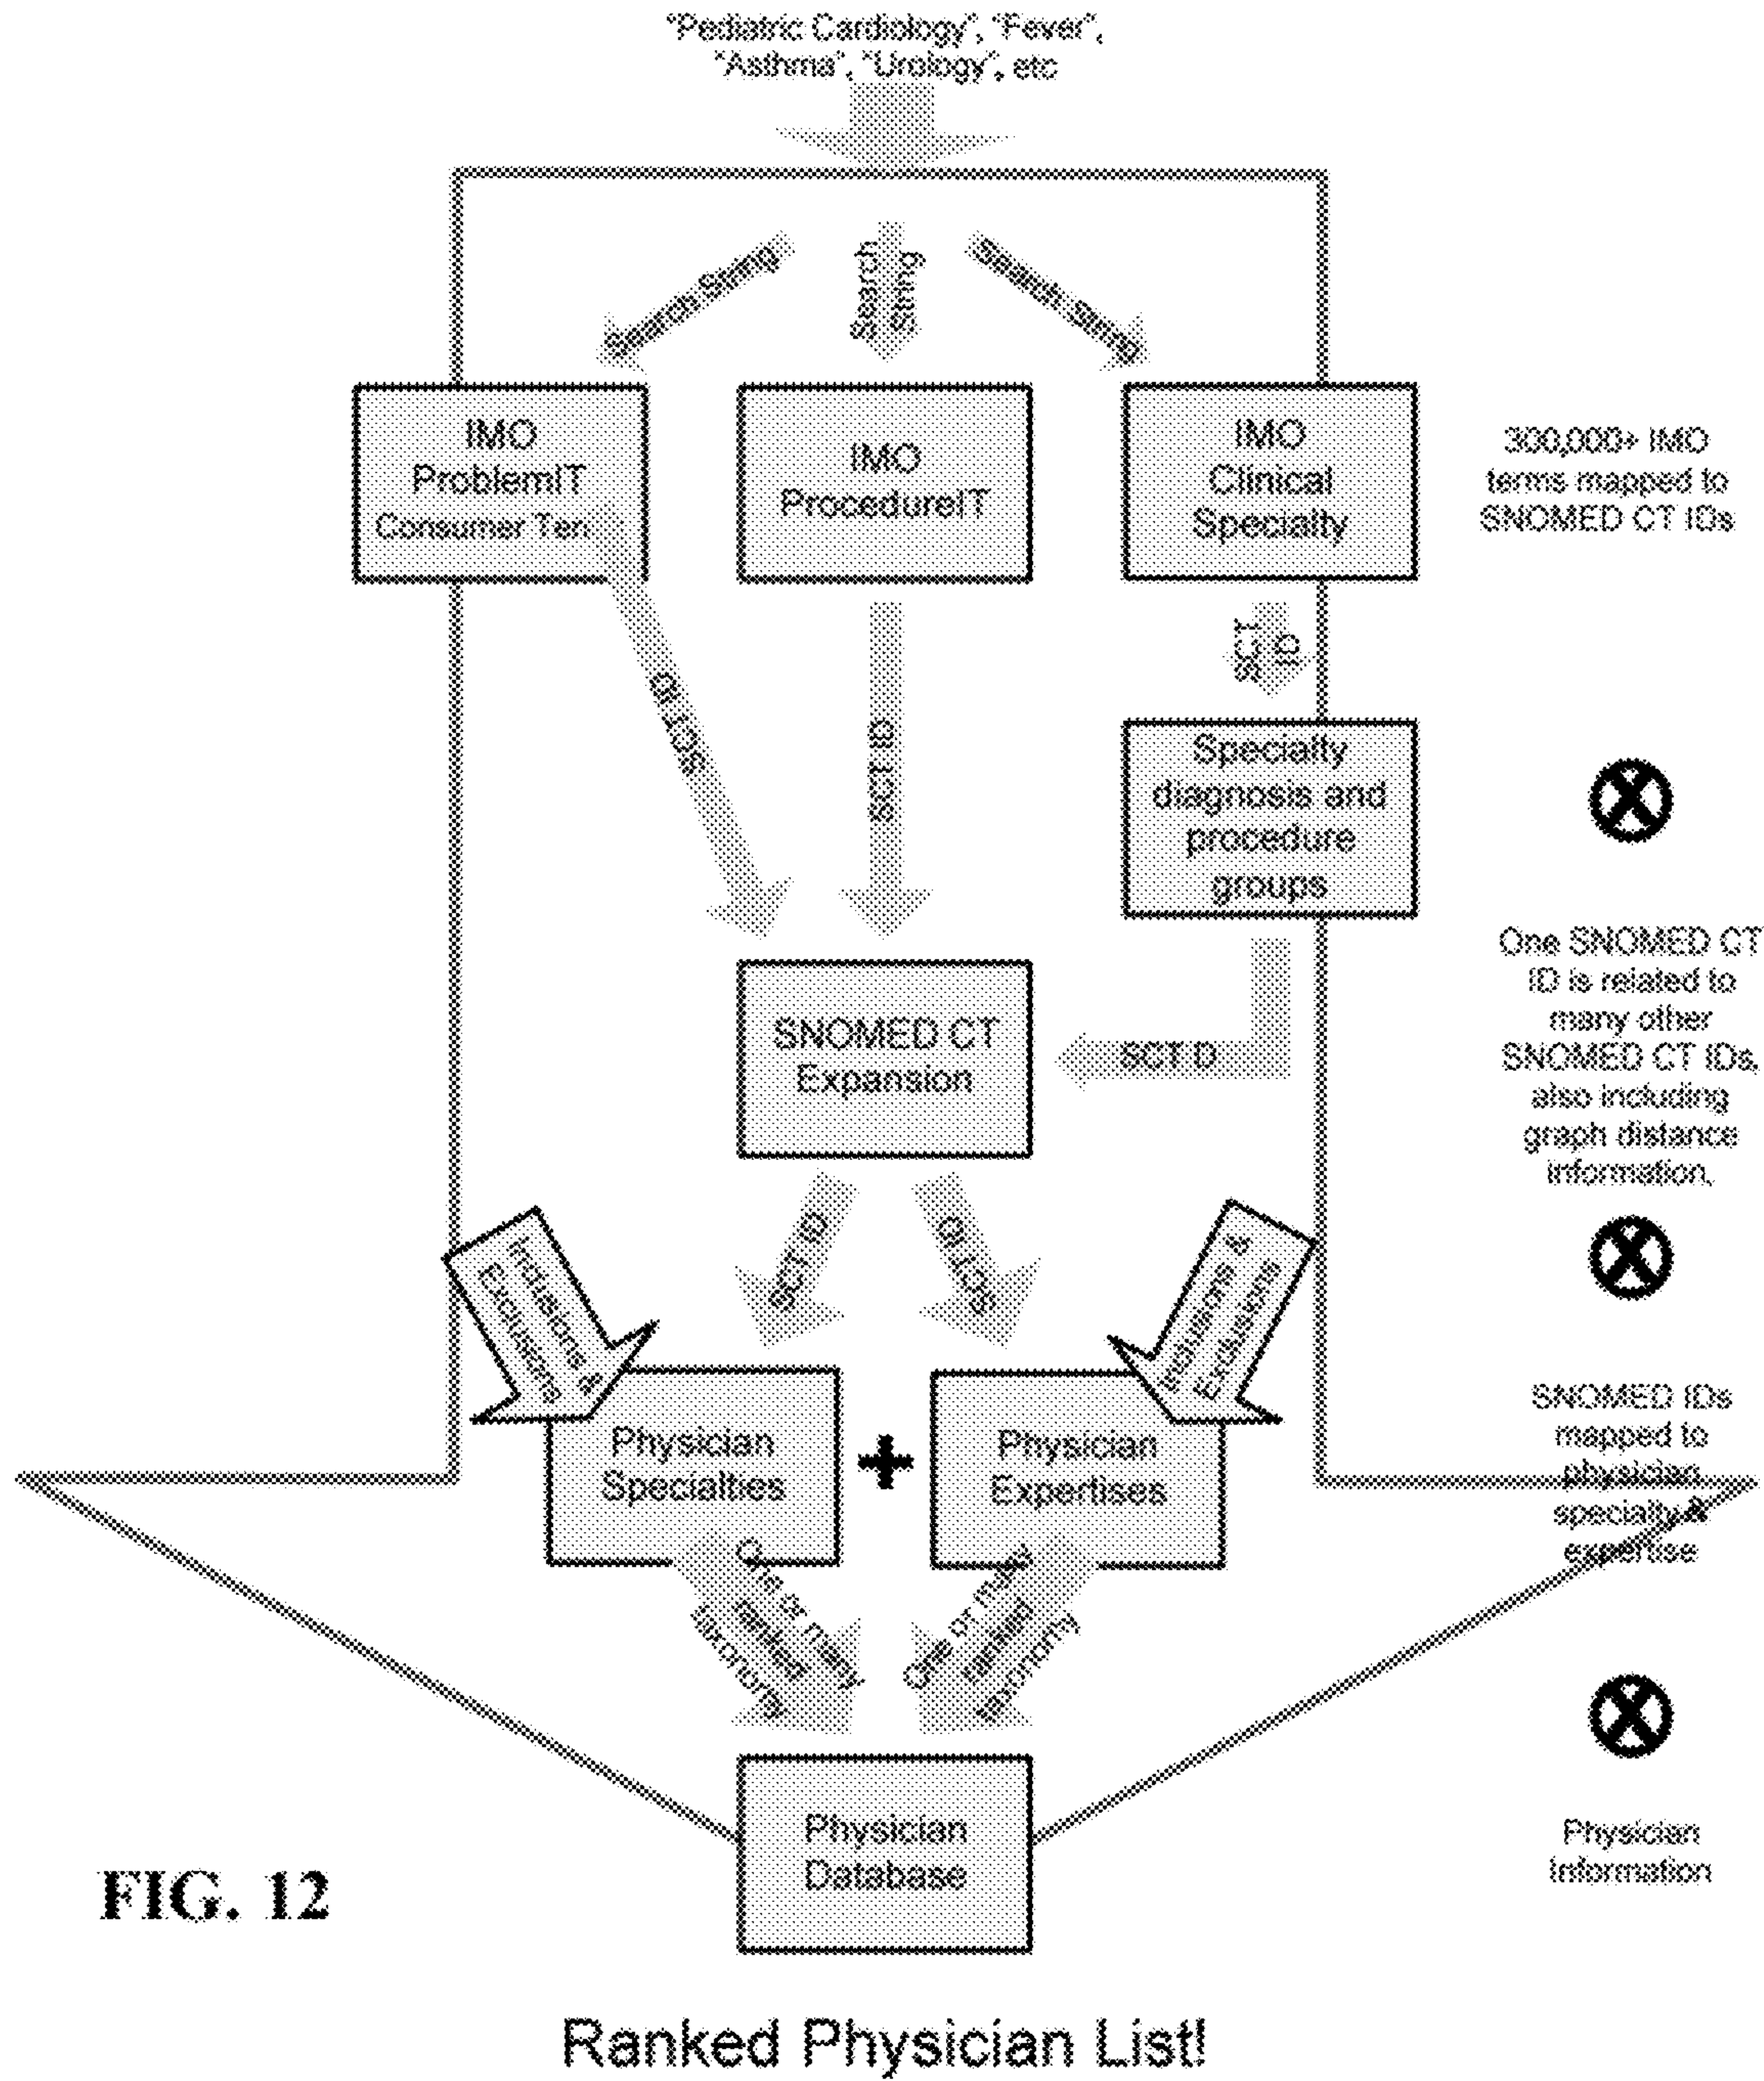 "Pediatric Cardiology", "Fever",
"Asthma", "Urology", etc
Search String
Search
String
Search String
IMO
ProblemIT
Consumer Ter
IMO
ProcedureIT
IMO
Clinical
Specialty
300,000+ IMO
terms mapped to
SNOMED CT IDs
SCT ID
SCT ID
SCT
ID
Specialty
diagnosis and
procedure
groups
One SNOMED CT
ID is related to
many other
SNOMED CT IDs,
also including
graph distance
information.
SNOMED CT
Expansion
SCT D
SCT ID
SCT ID
Inclusions &
Exclusions
Inclusions &
Exclusions
Physician
Specialties
+
Physician
Expertises
SNOMED IDs
mapped to
physician
specialty &
expertise
One or many
ranked
taxonomy
One or many
ranked
taxonomy
Physician
Database
Physician
Information
FIG. 12
Ranked Physician List!